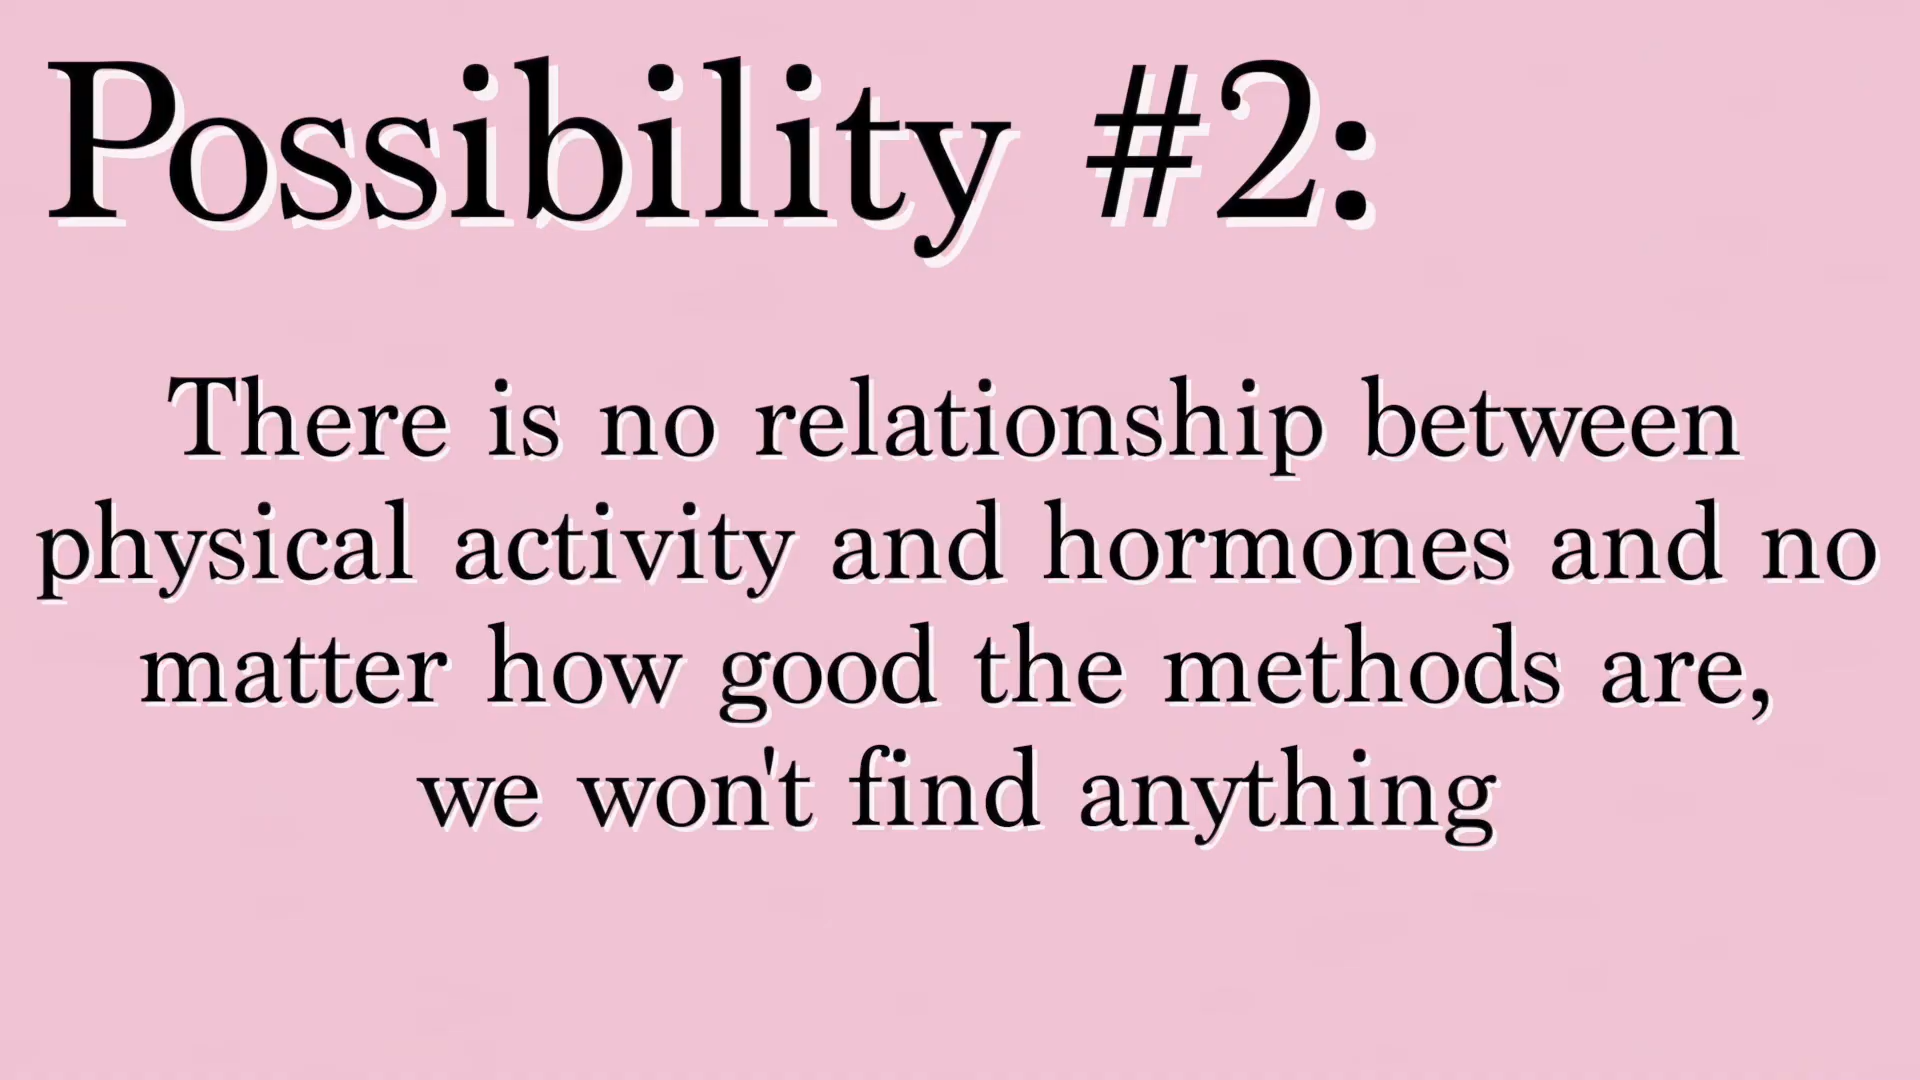 Possibility #2:
There is no relationship between
physical activity and hormones and no
matter how good the methods are,
we won't find anything